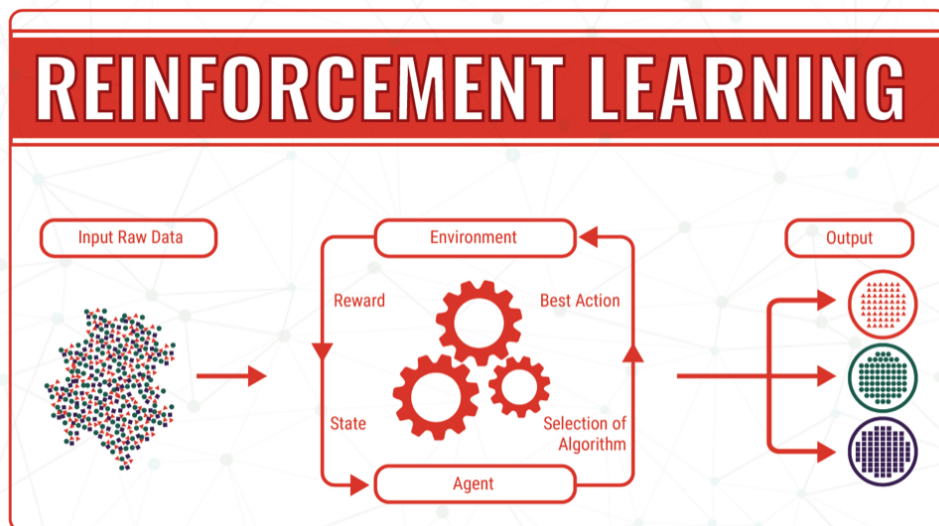 REINFORCEMENT LEARNING
Input Raw Data
Environment
Output
Reward
Best Action
State
Selection of
Algorithm
Agent